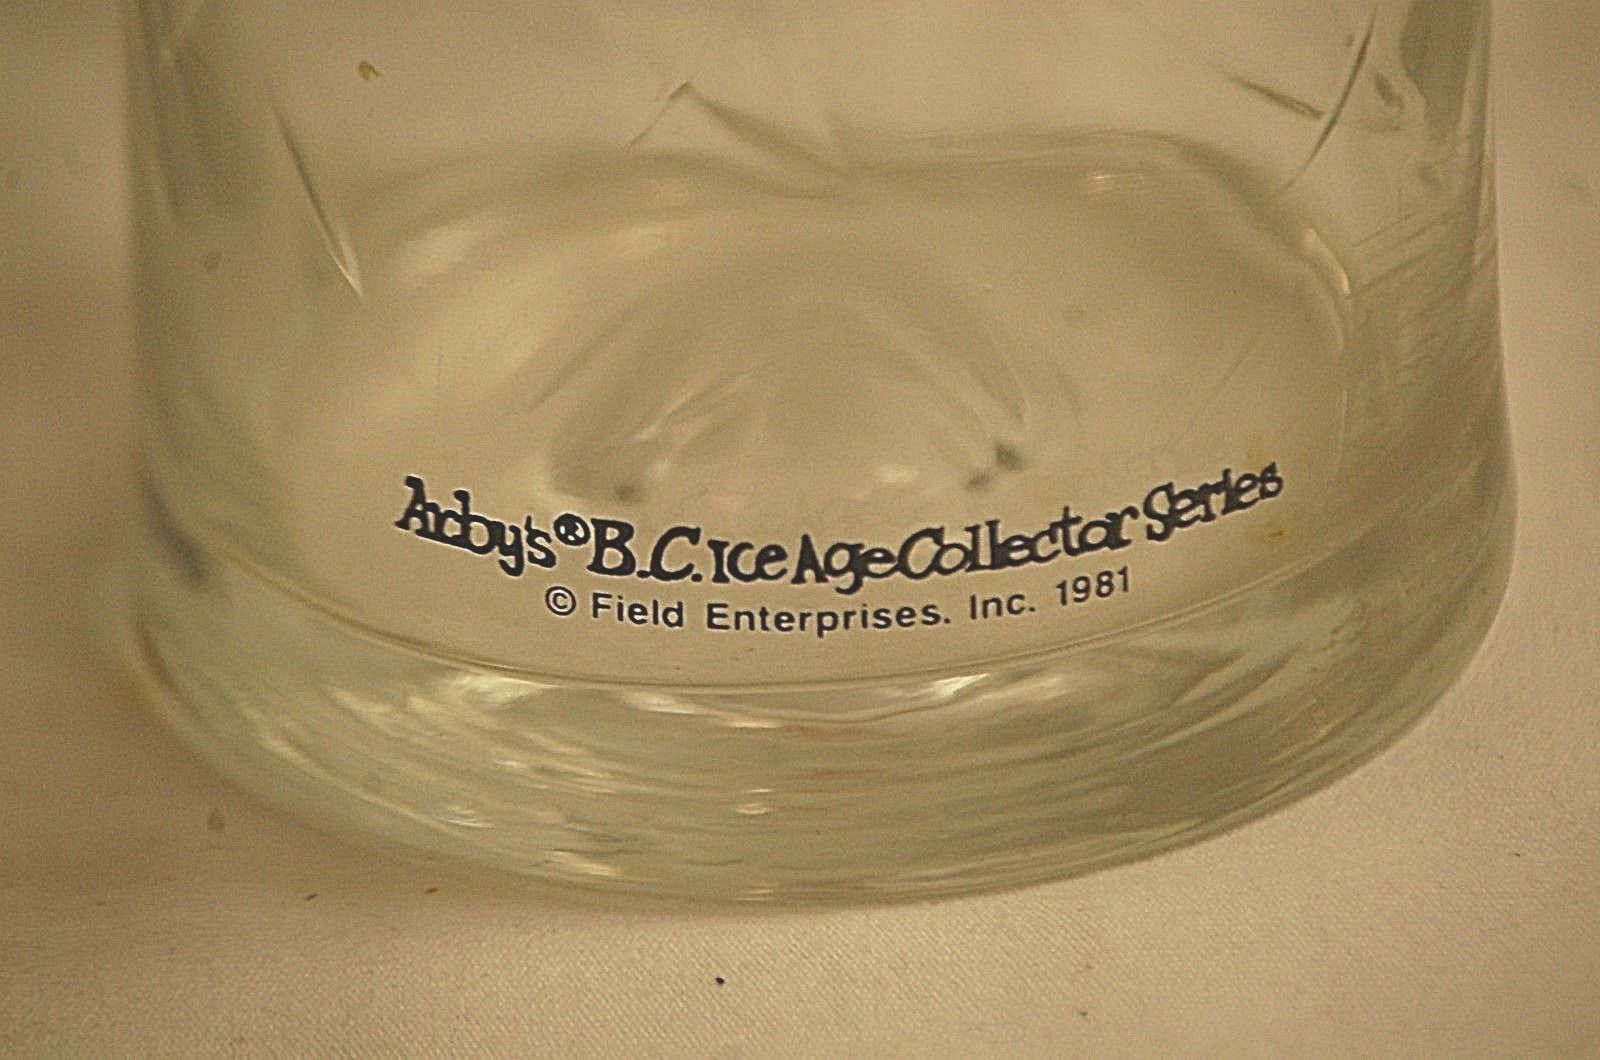 Arby's® B.C. Ice Age Collector Series
© Field Enterprises. Inc. 1981